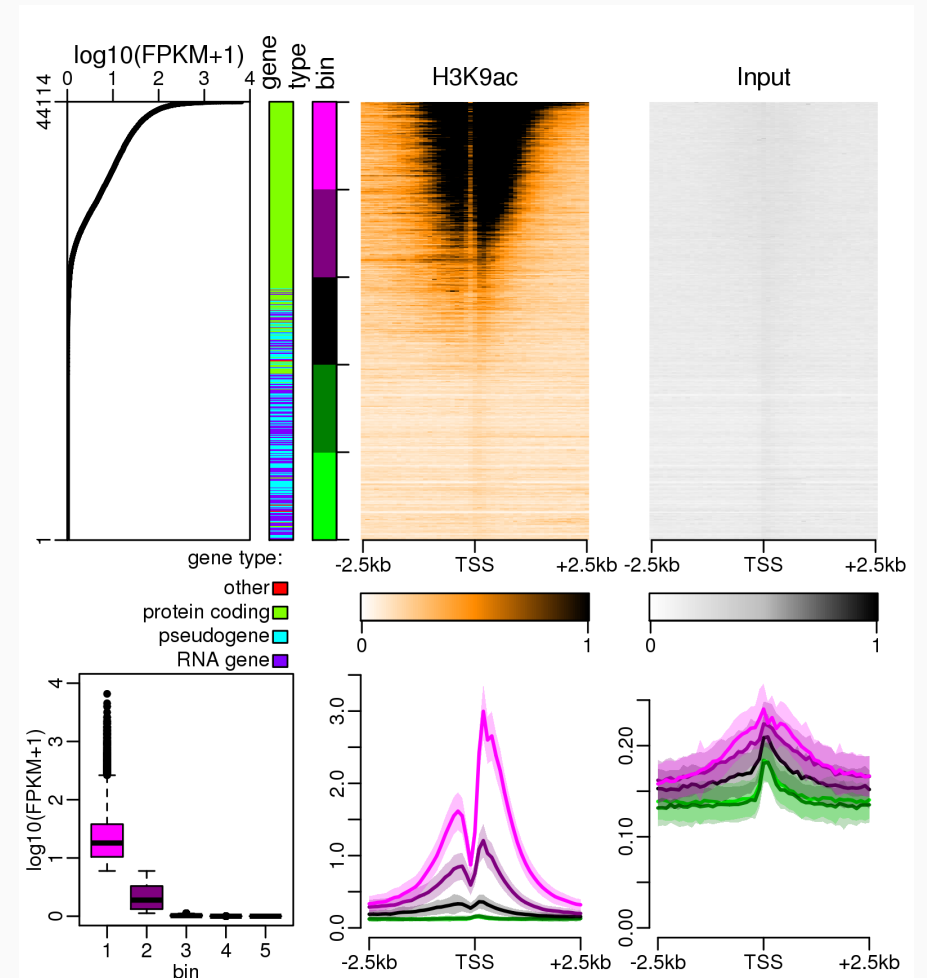 log10(FPKM+1)
0 1 2 3 4
44114
1
gene
type
bin
H3K9ac
Input
-2.5kb TSS +2.5kb
-2.5kb TSS +2.5kb
gene type:
other
protein coding
pseudogene
RNA gene
0 1
0 1
log10(FPKM+1)
4
3
2
1
0
1 2 3 4 5
bin
3.0
2.0
1.0
0.0
-2.5kb TSS +2.5kb
0.20
0.10
0.00
-2.5kb TSS +2.5kb